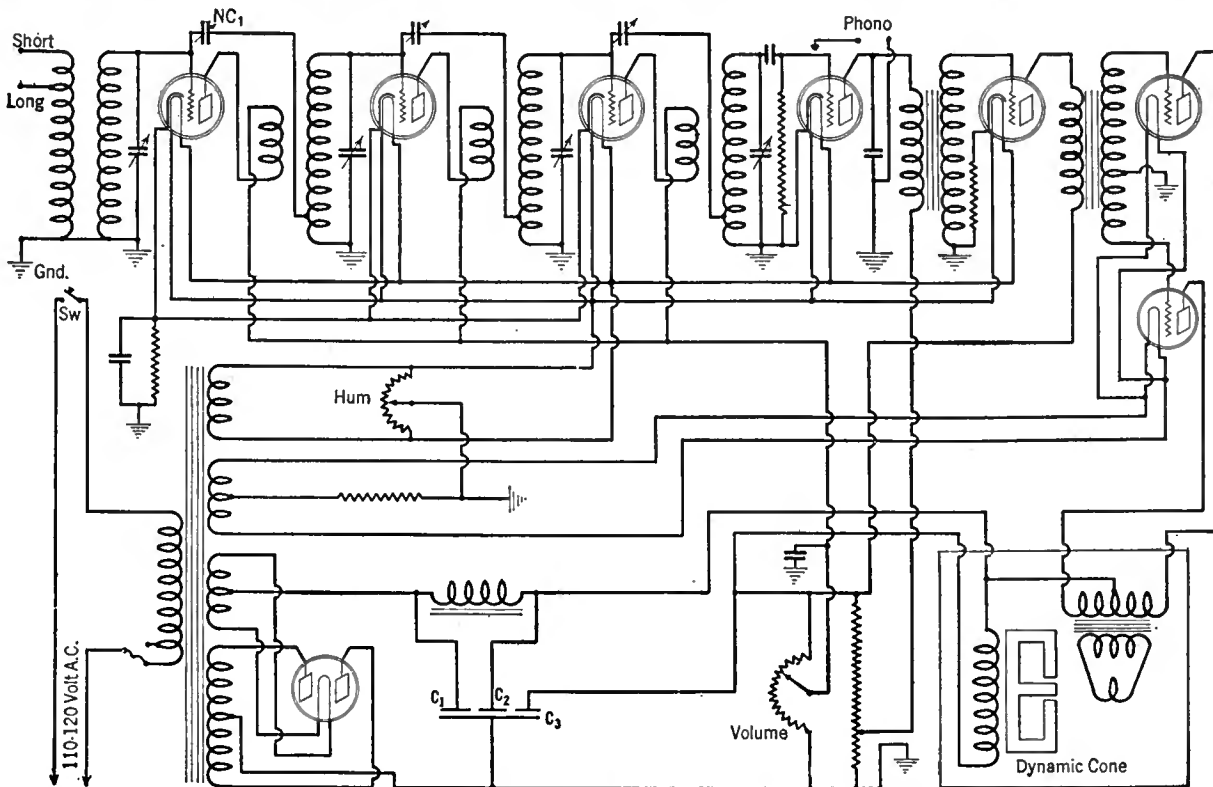 NC1
Phono
Short
Long
Gnd.
Sw
Hum
110-120 Volt A.C.
C1
C2
C3
Volume
Dynamic Cone